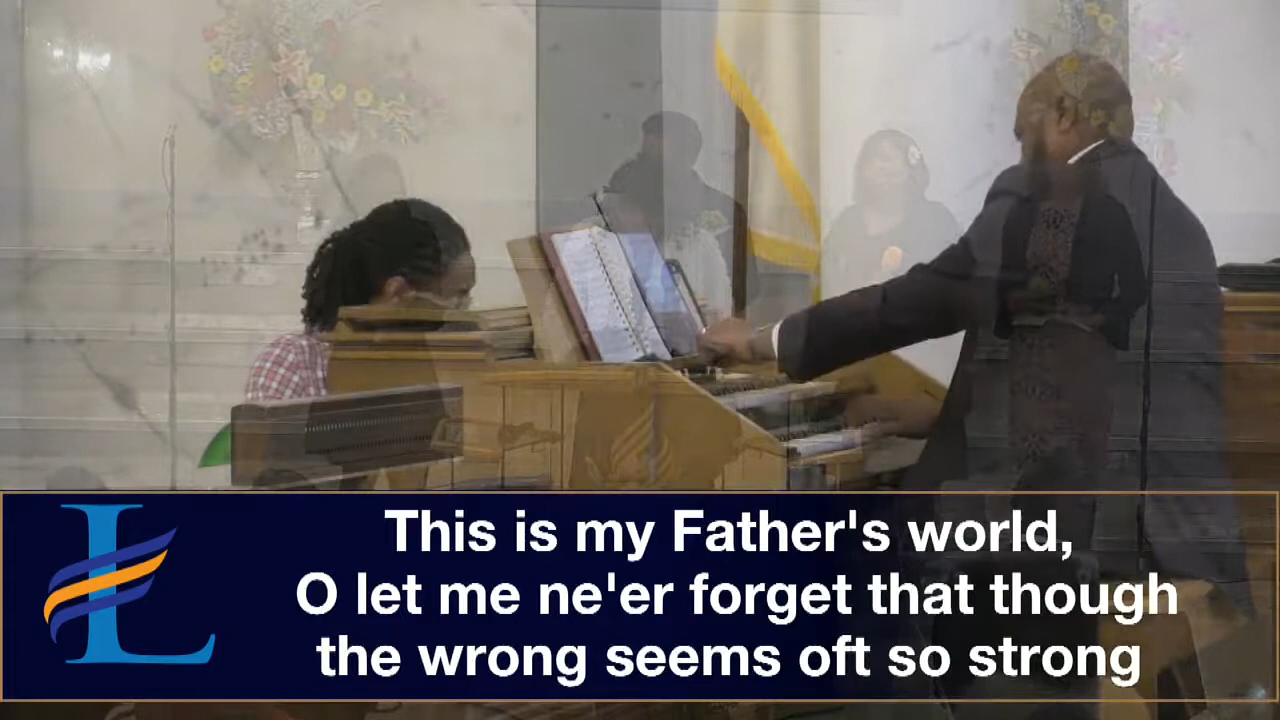 This is my Father's world,
O let me ne'er forget that though
the wrong seems oft so strong
L